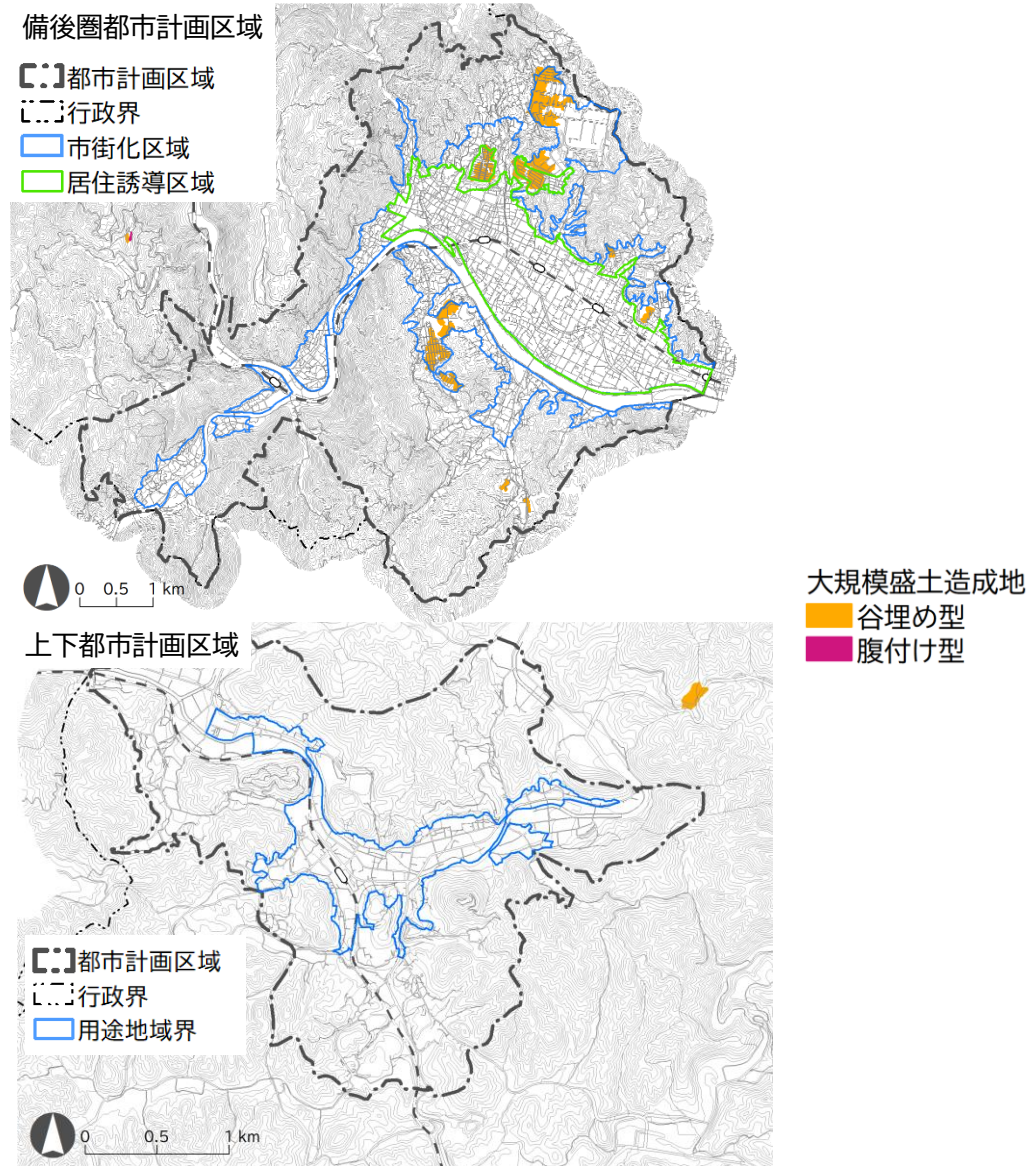 備後圏都市計画区域
都市計画区域
行政界
市街化区域
居住誘導区域
0 0.5 1 km
大規模盛土造成地
谷埋め型
腹付け型
上下都市計画区域
都市計画区域
行政界
用途地域界
0 0.5 1 km